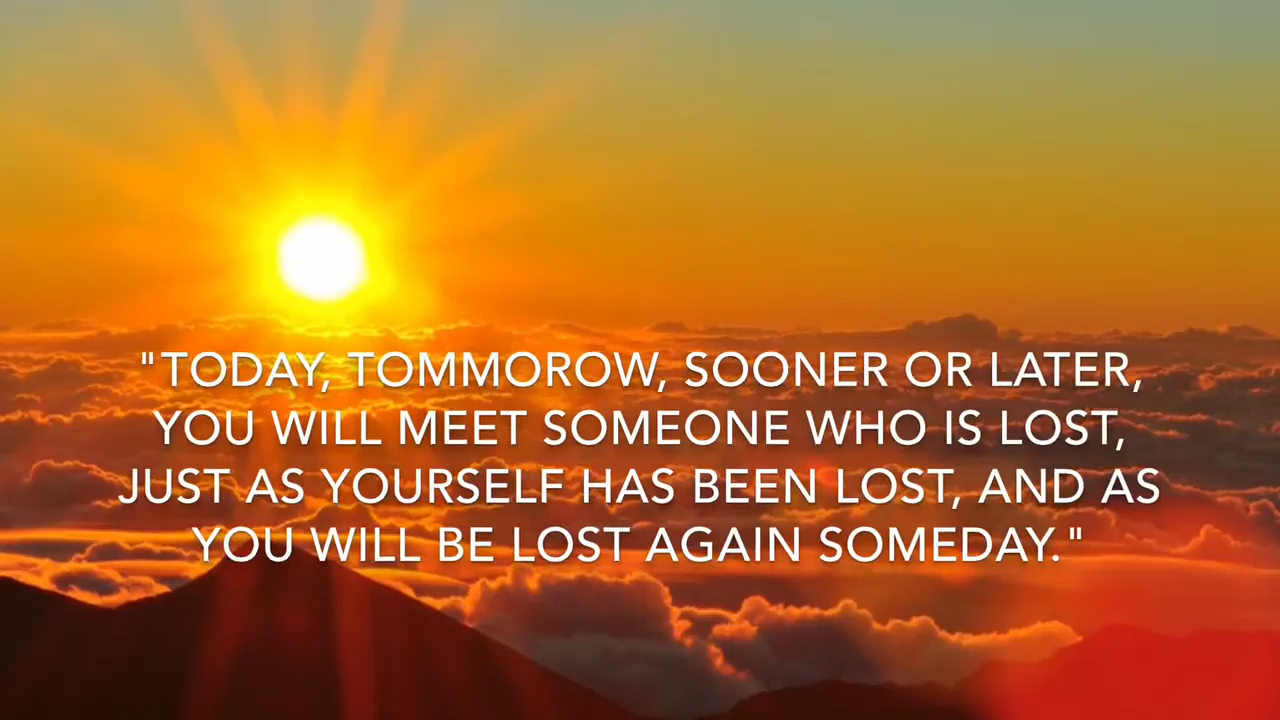 "TODAY, TOMMOROW, SOONER OR LATER,
YOU WILL MEET SOMEONE WHO IS LOST,
JUST AS YOURSELF HAS BEEN LOST, AND AS
YOU WILL BE LOST AGAIN SOMEDAY."